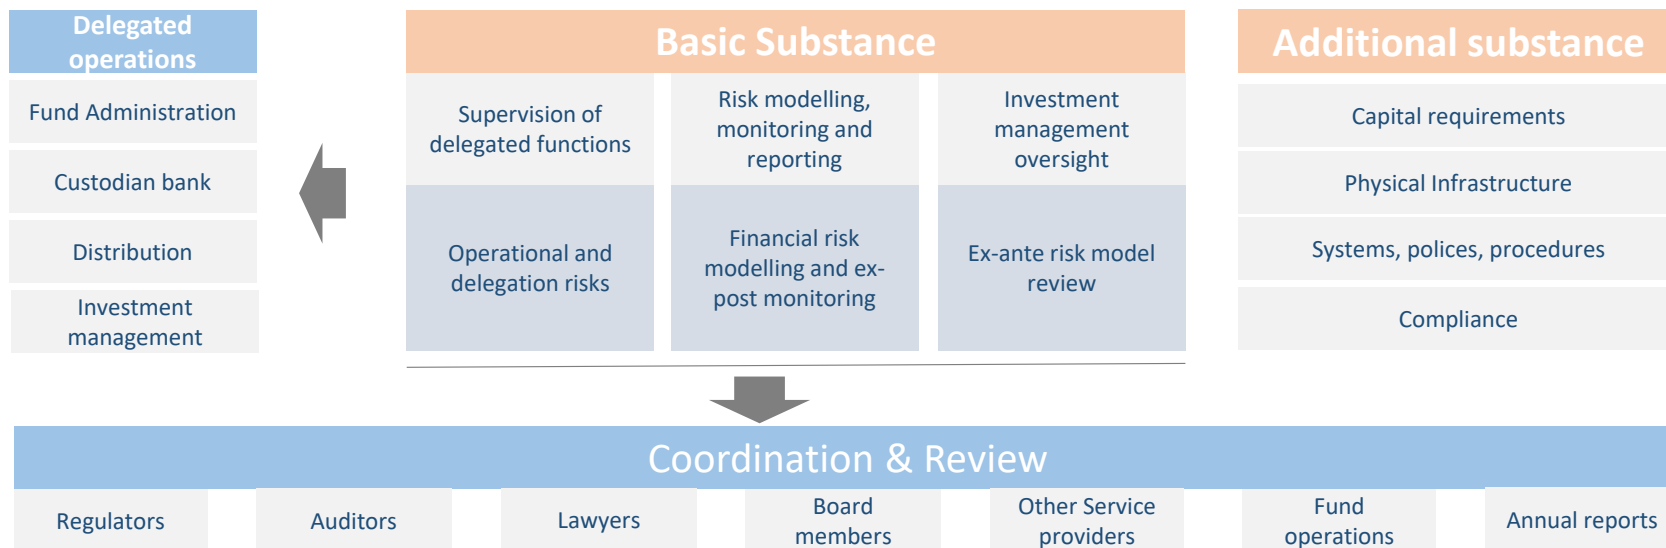 Delegated
operations
Fund Administration
Custodian bank
Distribution
Investment
management
Basic Substance
Supervision of
delegated functions
Risk modelling,
monitoring and
reporting
Investment
management
oversight
Operational and
delegation risks
Financial risk
modelling and ex-
post monitoring
Ex-ante risk model
review
Additional substance
Capital requirements
Physical Infrastructure
Systems, polices, procedures
Compliance
Coordination & Review
Regulators
Auditors
Lawyers
Board
members
Other Service
providers
Fund
operations
Annual reports